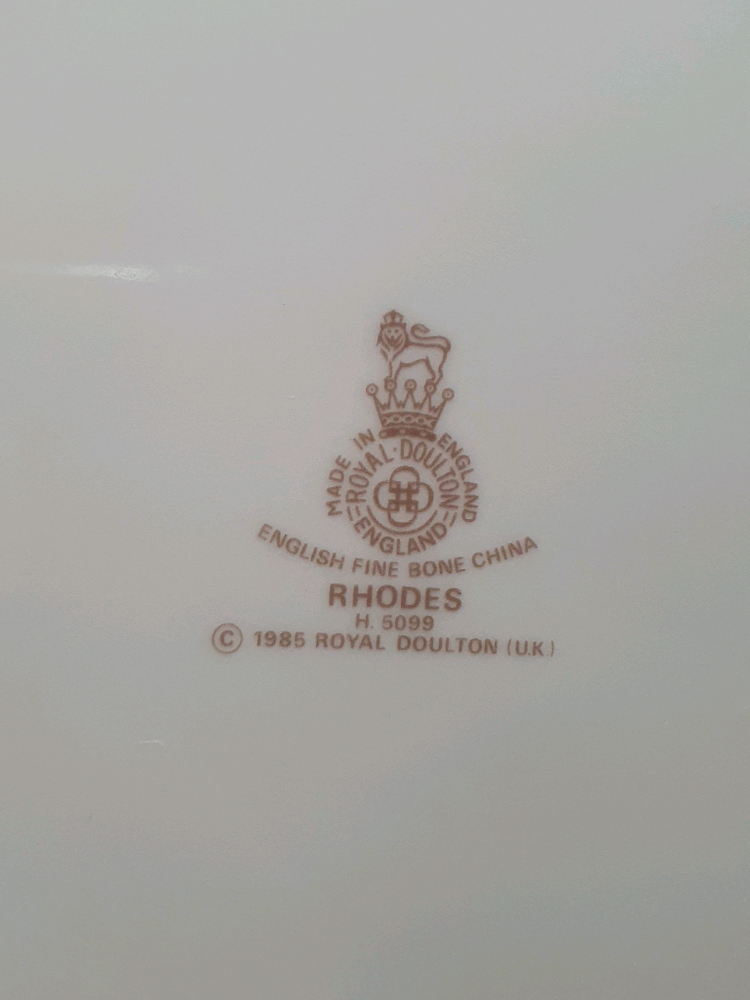 MADE IN ENGLAND
ROYAL·DOULTON
ENGLAND
ENGLISH FINE BONE CHINA
RHODES
H. 5099
© 1985 ROYAL DOULTON (U.K.)